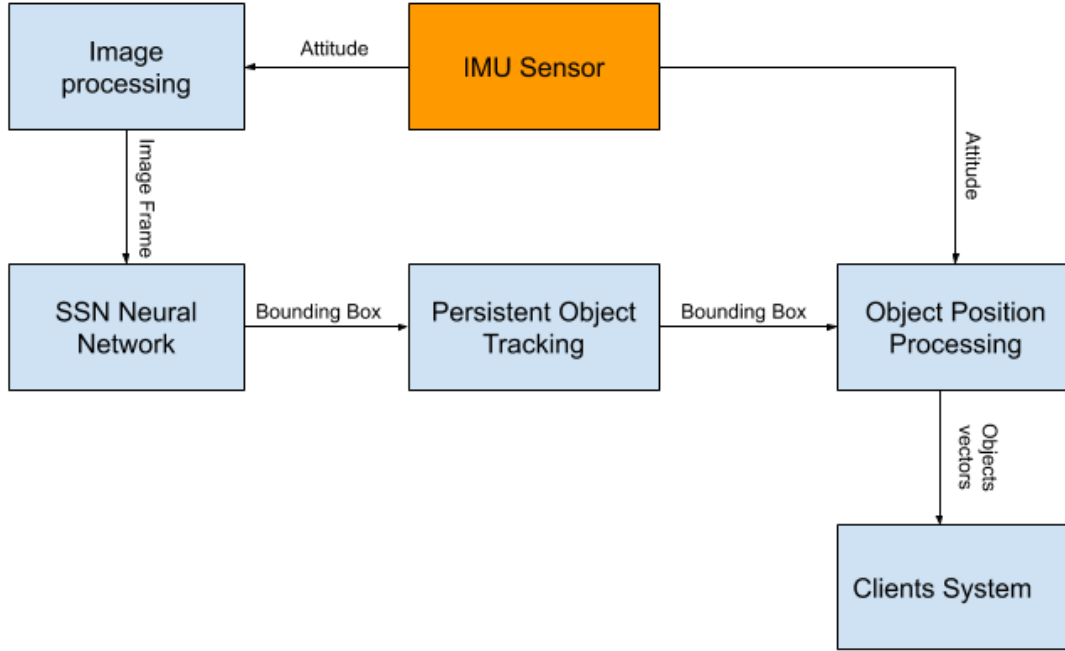 Image
processing
Attitude
IMU Sensor
Image Frame
Attitude
SSN Neural
Network
Bounding Box
Persistent Object
Tracking
Bounding Box
Object Position
Processing
Objects
vectors
Clients System